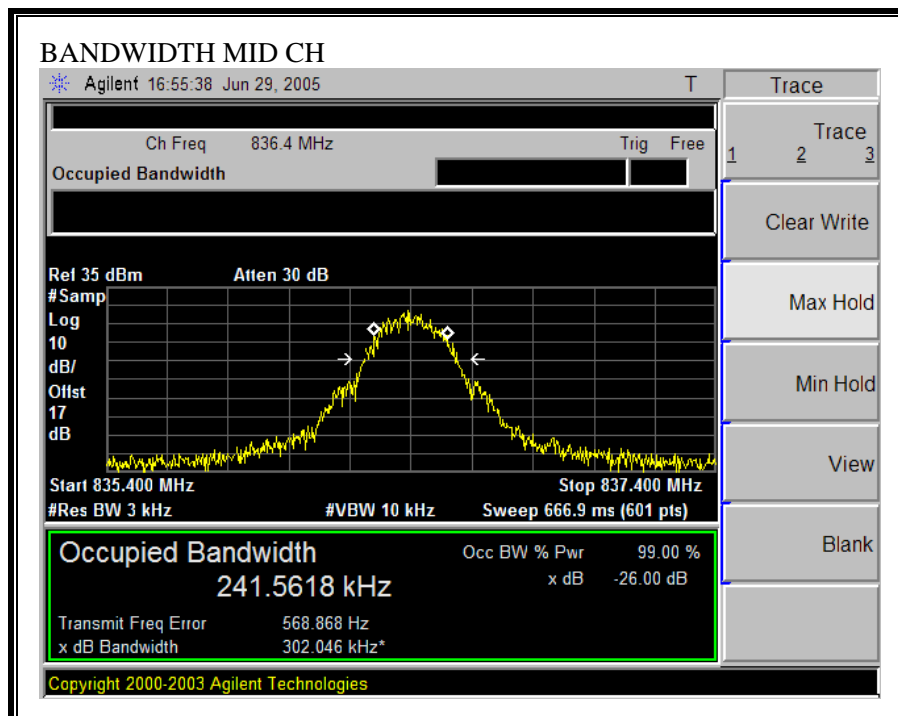 BANDWIDTH MID CH
Agilent 16:55:38 Jun 29, 2005 T
Trace
Ch Freq 836.4 MHz Trig Free
Occupied Bandwidth
Trace
1 2 3
Clear Write
Max Hold
Min Hold
View
Blank
Ref 35 dBm Atten 30 dB
#Samp
Log
10
dB/
Offst
17
dB
Start 835.400 MHz Stop 837.400 MHz
#Res BW 3 kHz #VBW 10 kHz Sweep 666.9 ms (601 pts)
Occupied Bandwidth
241.5618 kHz
Occ BW % Pwr 99.00 %
x dB -26.00 dB
Transmit Freq Error 568.868 Hz
x dB Bandwidth 302.046 kHz*
Copyright 2000-2003 Agilent Technologies